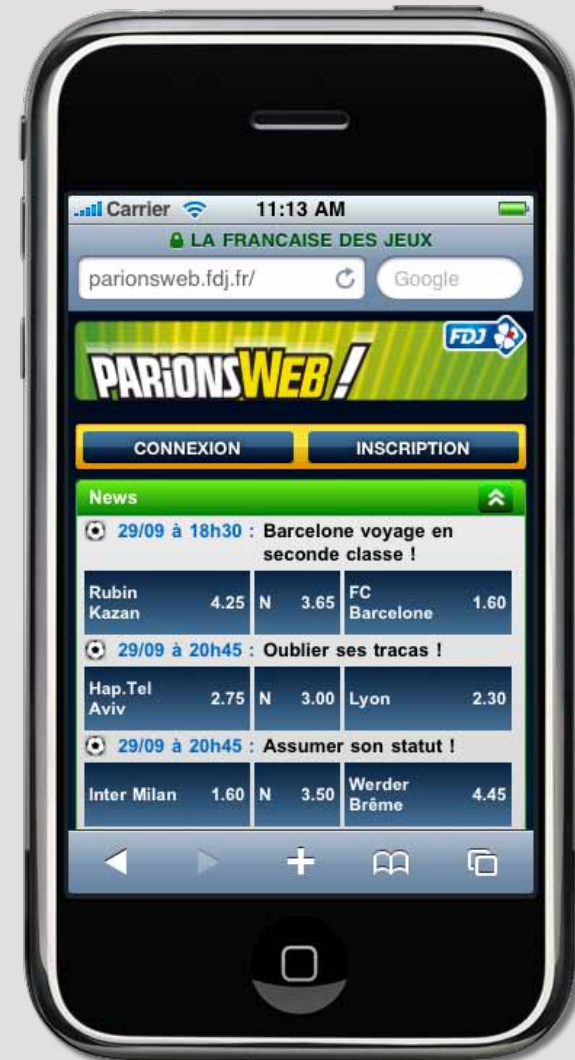 Carrier 11:13 AM
LA FRANCAISE DES JEUX
parionsweb.fdj.fr/ Google
PARiONSWEB! FDJ
CONNEXION INSCRIPTION
News
29/09 à 18h30 : Barcelone voyage en
seconde classe !
Rubin
Kazan 4.25 N 3.65 FC
Barcelone 1.60
29/09 à 20h45 : Oublier ses tracas !
Hap.Tel
Aviv 2.75 N 3.00 Lyon 2.30
29/09 à 20h45 : Assumer son statut !
Inter Milan 1.60 N 3.50 Werder
Brême 4.45